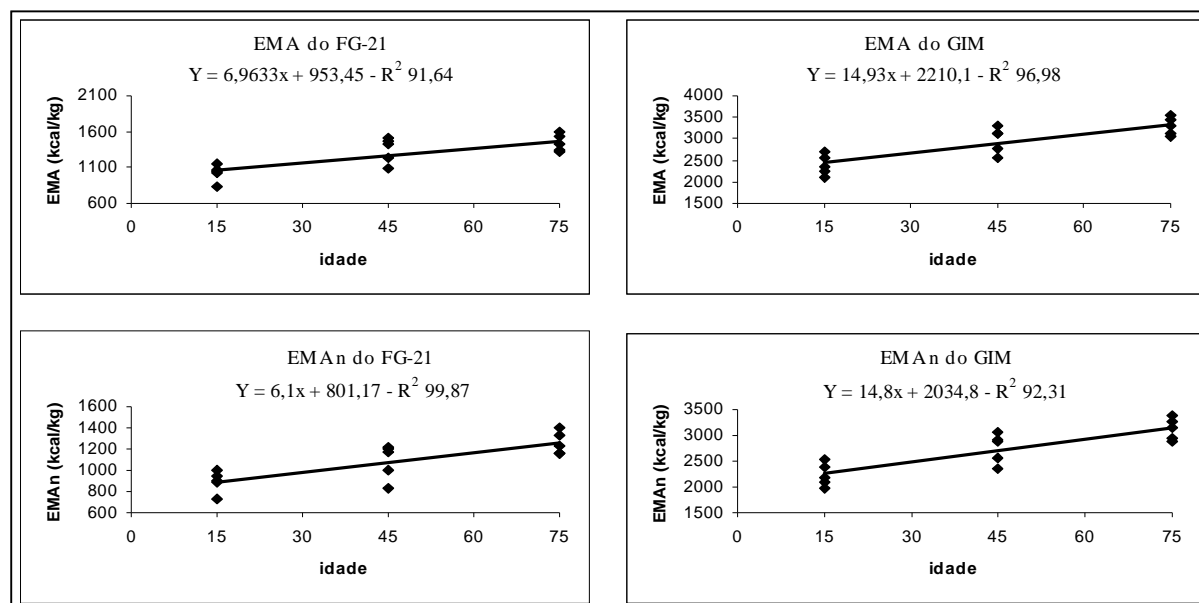 EMA do FG-21
Y = 6,9633x + 953,45 - R² 91,64
EMA (kcal/kg)
2100
1600
1100
600
0 15 30 45 60 75
idade
EMA do GIM
Y = 14,93x + 2210,1 - R² 96,98
EMA (kcal/kg)
4000
3500
3000
2500
2000
1500
0 15 30 45 60 75
idade
EMAn do FG-21
Y = 6,1x + 801,17 - R² 99,87
EMAn (kcal/kg)
1600
1400
1200
1000
800
600
0 15 30 45 60 75
idade
EMAn do GIM
Y = 14,8x + 2034,8 - R² 92,31
EMAn (kcal/kg)
3500
3000
2500
2000
1500
0 15 30 45 60 75
idade